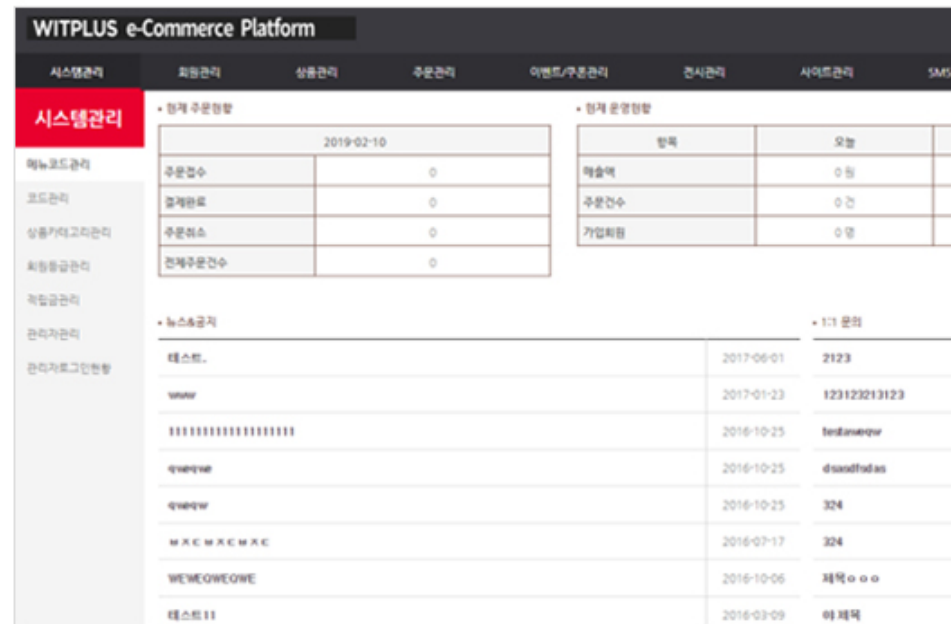 WITPLUS e-Commerce Platform
시스템관리 회원관리 상품관리 주문관리 이벤트/쿠폰관리 전시관리 사이트관리 SMS
시스템관리
메뉴코드관리
코드관리
상품카테고리관리
회원등급관리
적립금관리
관리자관리
관리자로그인현황
• 현재 주문현황
2019-02-10
주문접수 0
결제완료 0
주문취소 0
전체주문건수 0
• 현재 운영현황
항목 오늘
매출액 0 원
주문건수 0 건
가입회원 0 명
• 뉴스&공지
테스트. 2017-06-01
www 2017-01-23
1111111111111111111 2016-10-25
qweqwe 2016-10-25
qweqw 2016-10-25
ㅂㅈㄷㅂㅈㄷㅂㅈㄷ 2016-07-17
WEWEQWEQWE 2016-10-06
테스트11 2016-03-09
• 1:1 문의
2123
123123213123
testaweqw
dsasdfsdas
324
324
제목ㅇㅇㅇ
야 제목